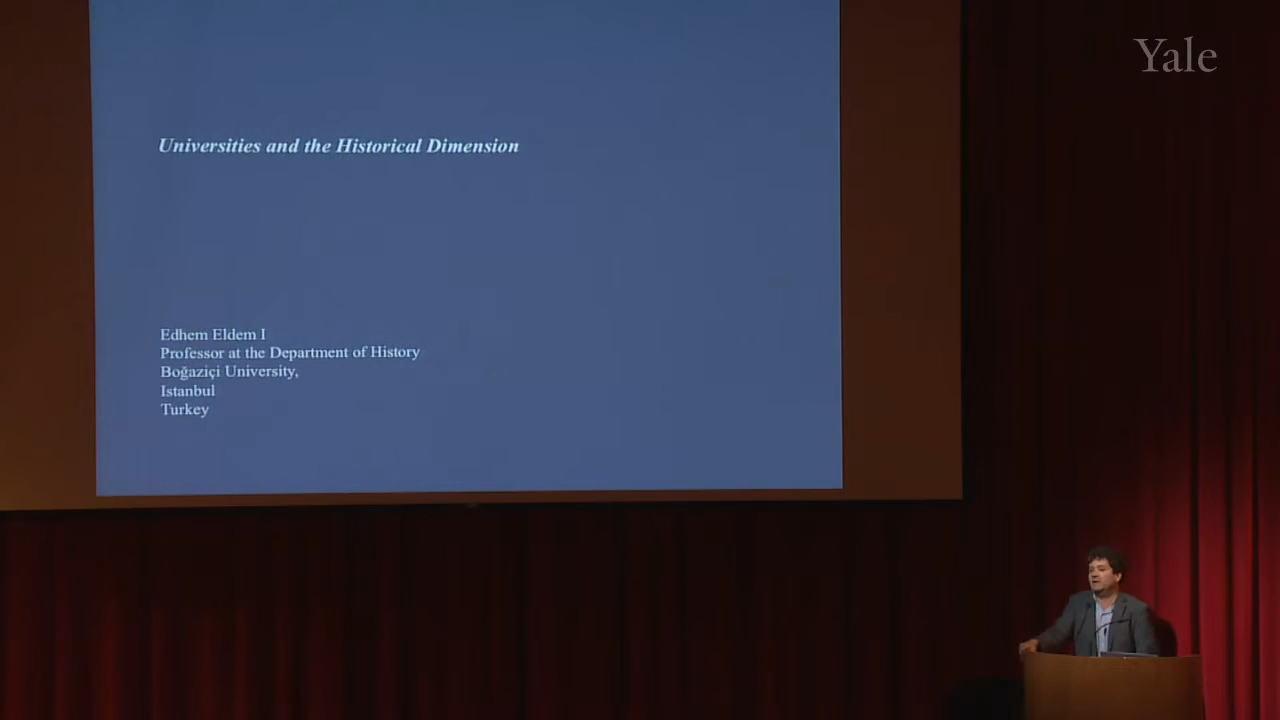 Yale
Universities and the Historical Dimension
Edhem Eldem I
Professor at the Department of History
Boğaziçi University,
Istanbul
Turkey